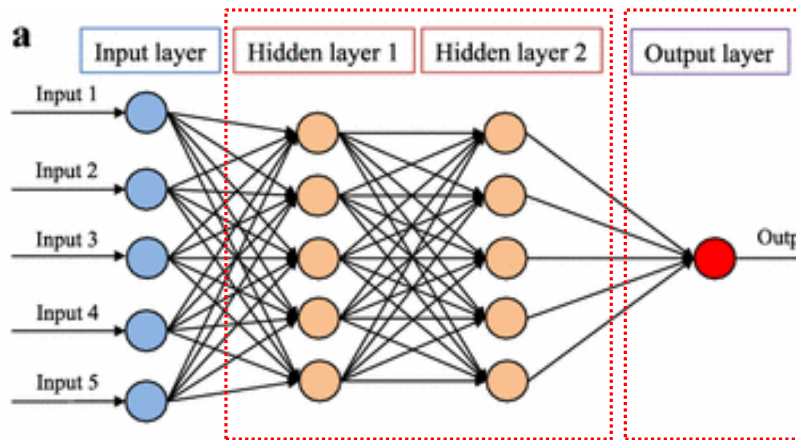 a
Input layer
Hidden layer 1
Hidden layer 2
Output layer
Input 1
Input 2
Input 3
Input 4
Input 5
Outp